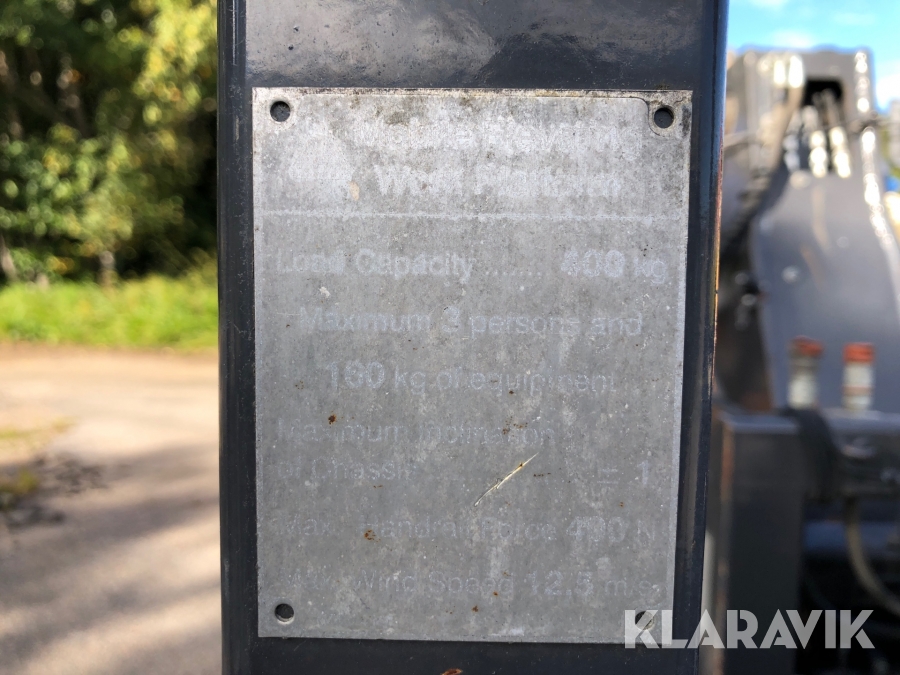 Mobile Elevating
Work Platform
Load Capacity ....... 400 kg
Maximum 3 persons and
160 kg of equipment
Maximum Inclination
of Chassis = 1
Max. Handrail Force 400 N
Max. Wind Speed 12.5 m/s
KLARAVIK